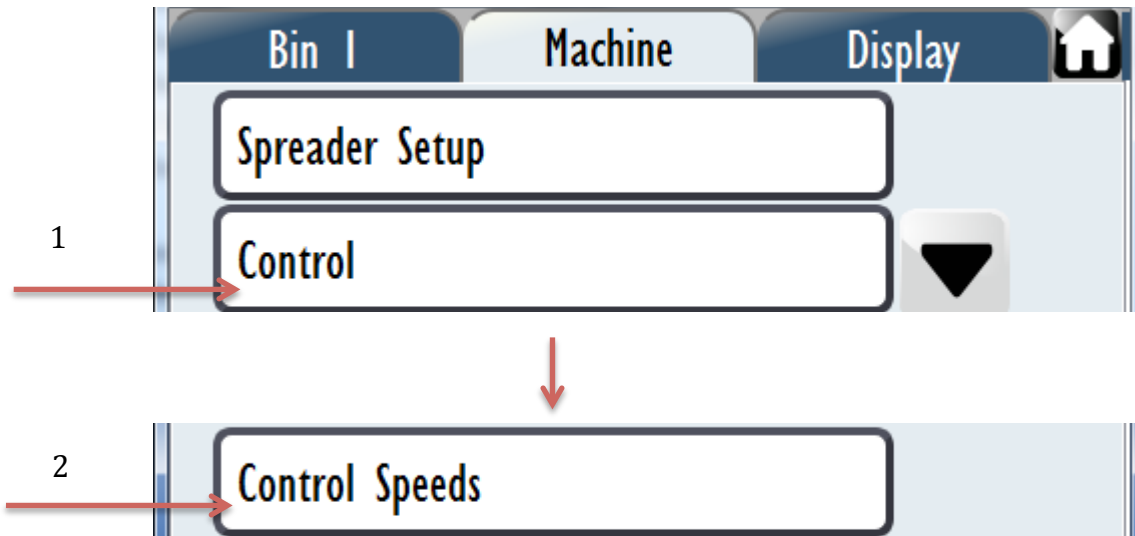 Bin 1 Machine Display
Spreader Setup
1
Control
2
Control Speeds